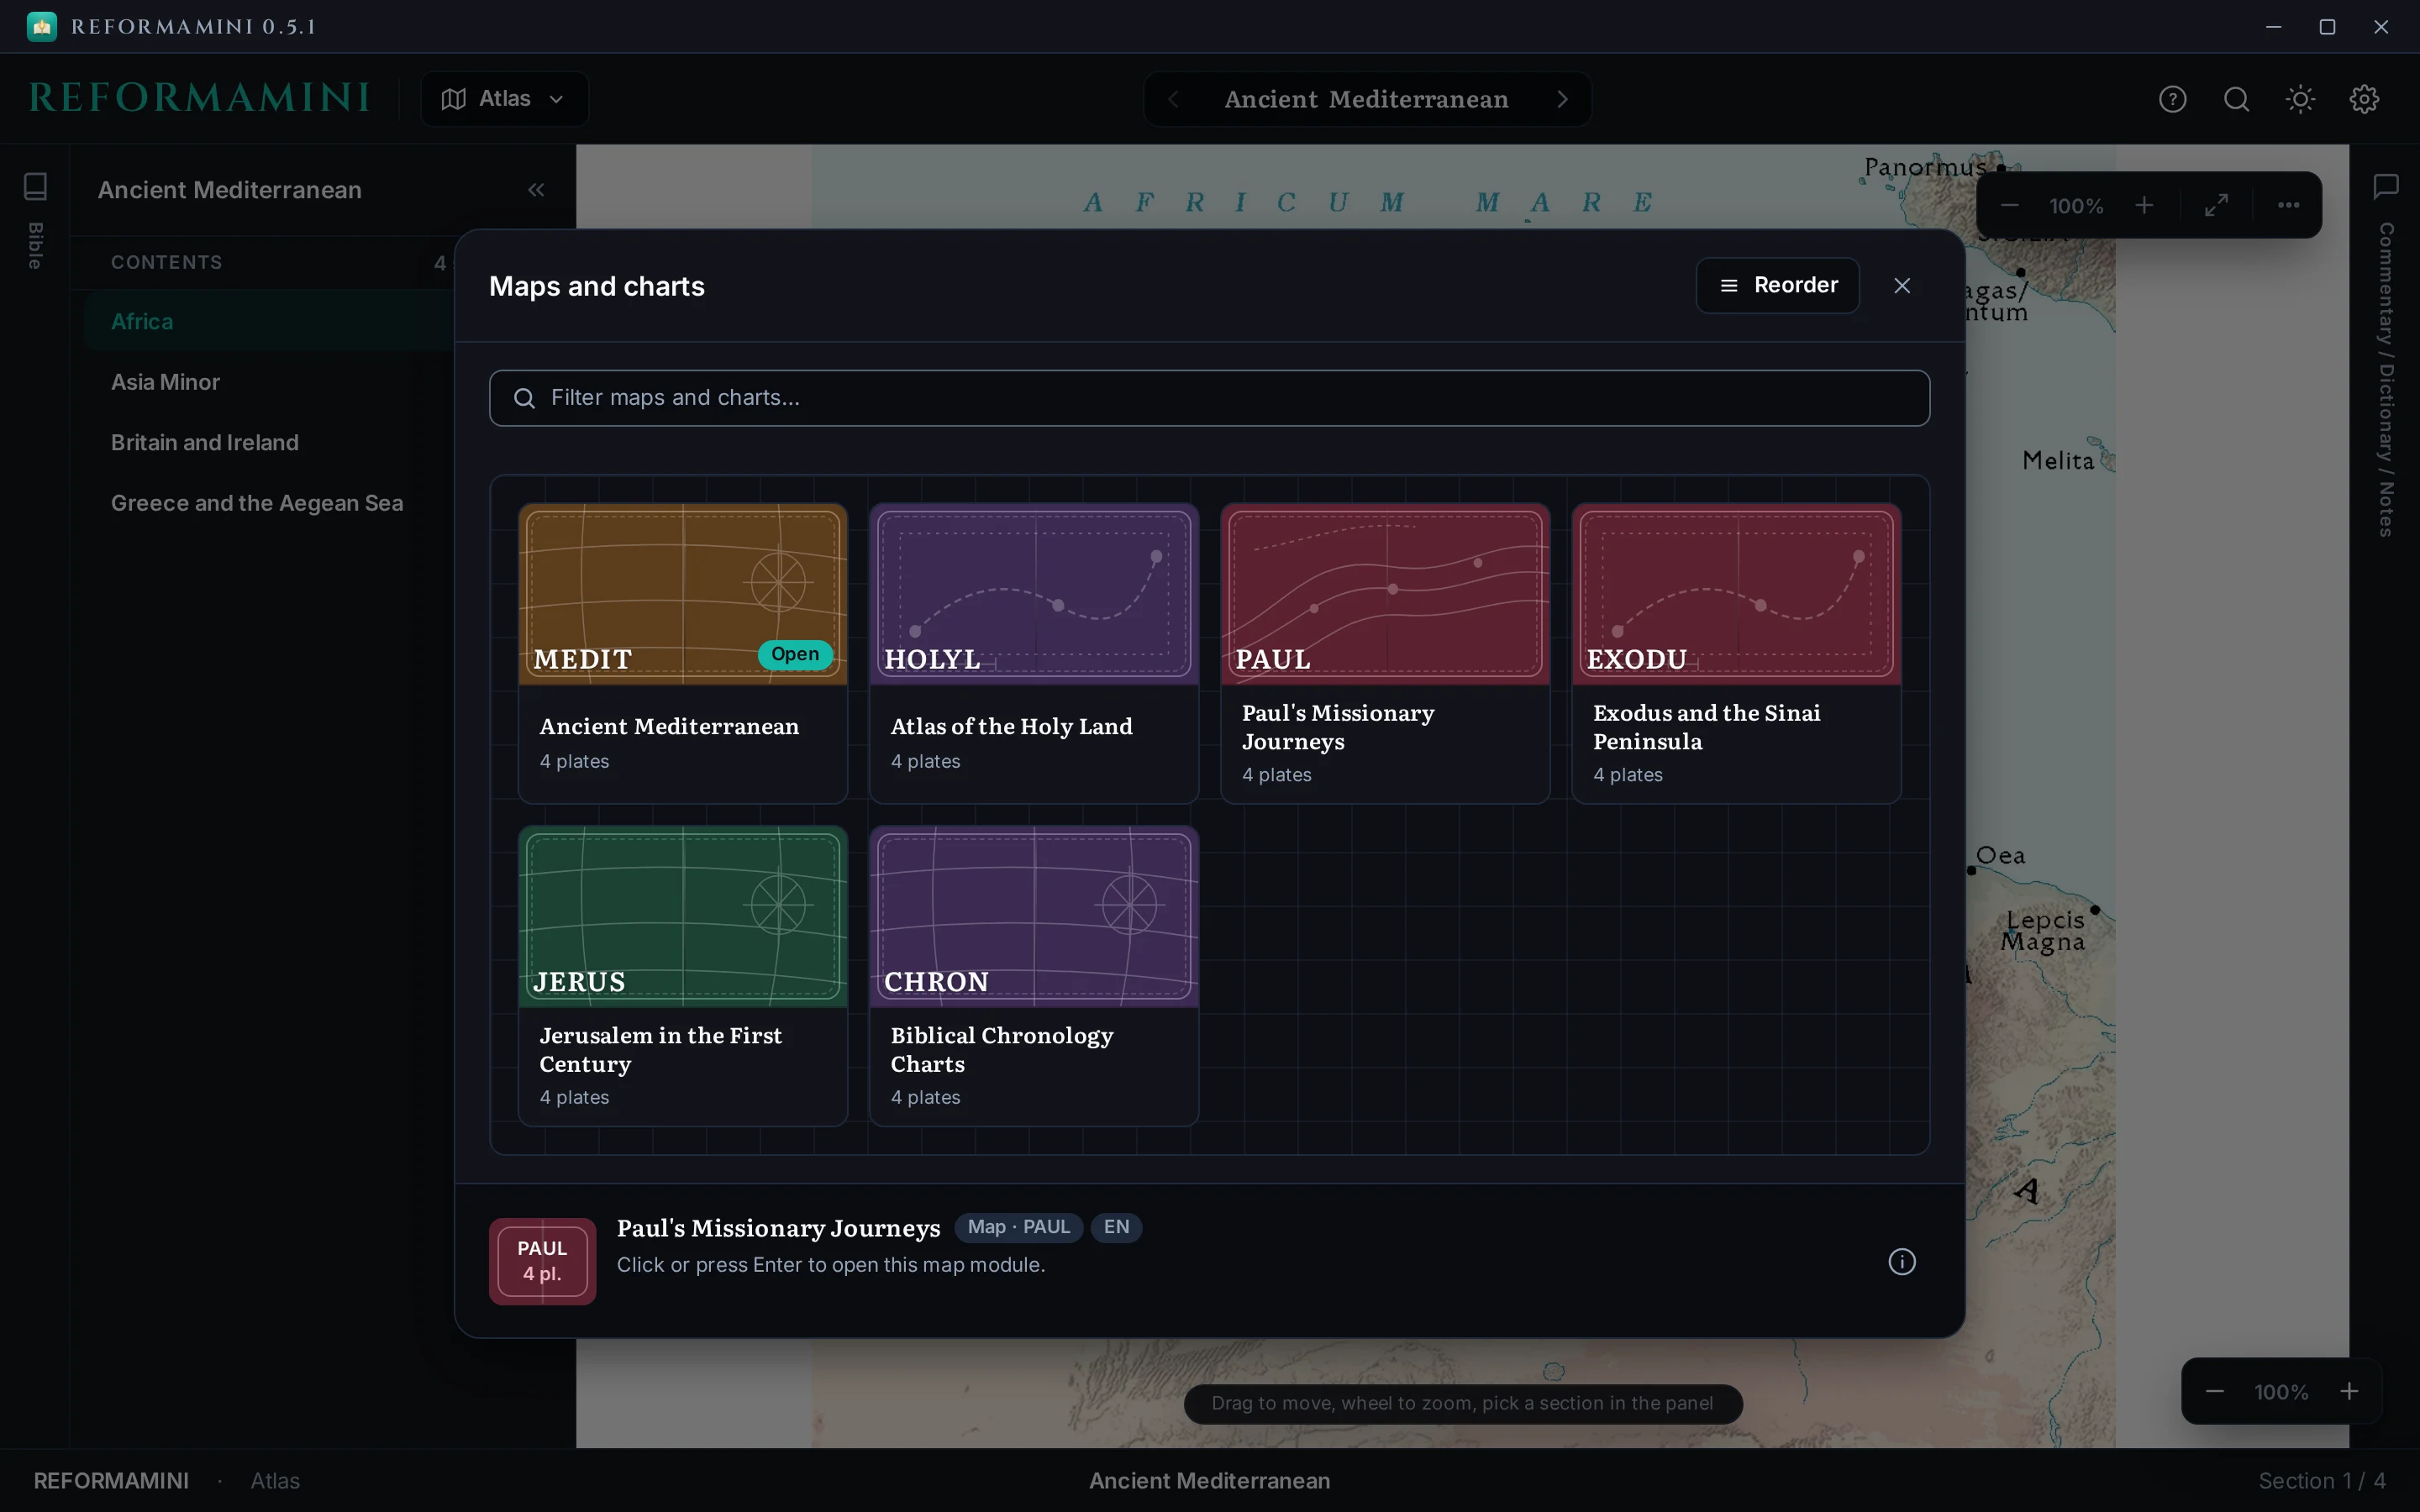 REFORMAMINI 0.5.1
REFORMAMINI
Atlas
Ancient Mediterranean
Bible
Ancient Mediterranean
CONTENTS
4
Africa
Asia Minor
Britain and Ireland
Greece and the Aegean Sea
AFRICUM MARE
Panormus
100%
Melita
Oea
Lepcis
Magna
A
Commentary / Dictionary / Notes
Maps and charts
Reorder
Filter maps and charts...
MEDIT
Open
Ancient Mediterranean
4 plates
HOLYL
Atlas of the Holy Land
4 plates
PAUL
Paul's Missionary
Journeys
4 plates
EXODU
Exodus and the Sinai
Peninsula
4 plates
JERUS
Jerusalem in the First
Century
4 plates
CHRON
Biblical Chronology
Charts
4 plates
PAUL
4 pl.
Paul's Missionary Journeys
Map · PAUL
EN
Click or press Enter to open this map module.
Drag to move, wheel to zoom, pick a section in the panel
100%
REFORMAMINI · Atlas
Ancient Mediterranean
Section 1 / 4